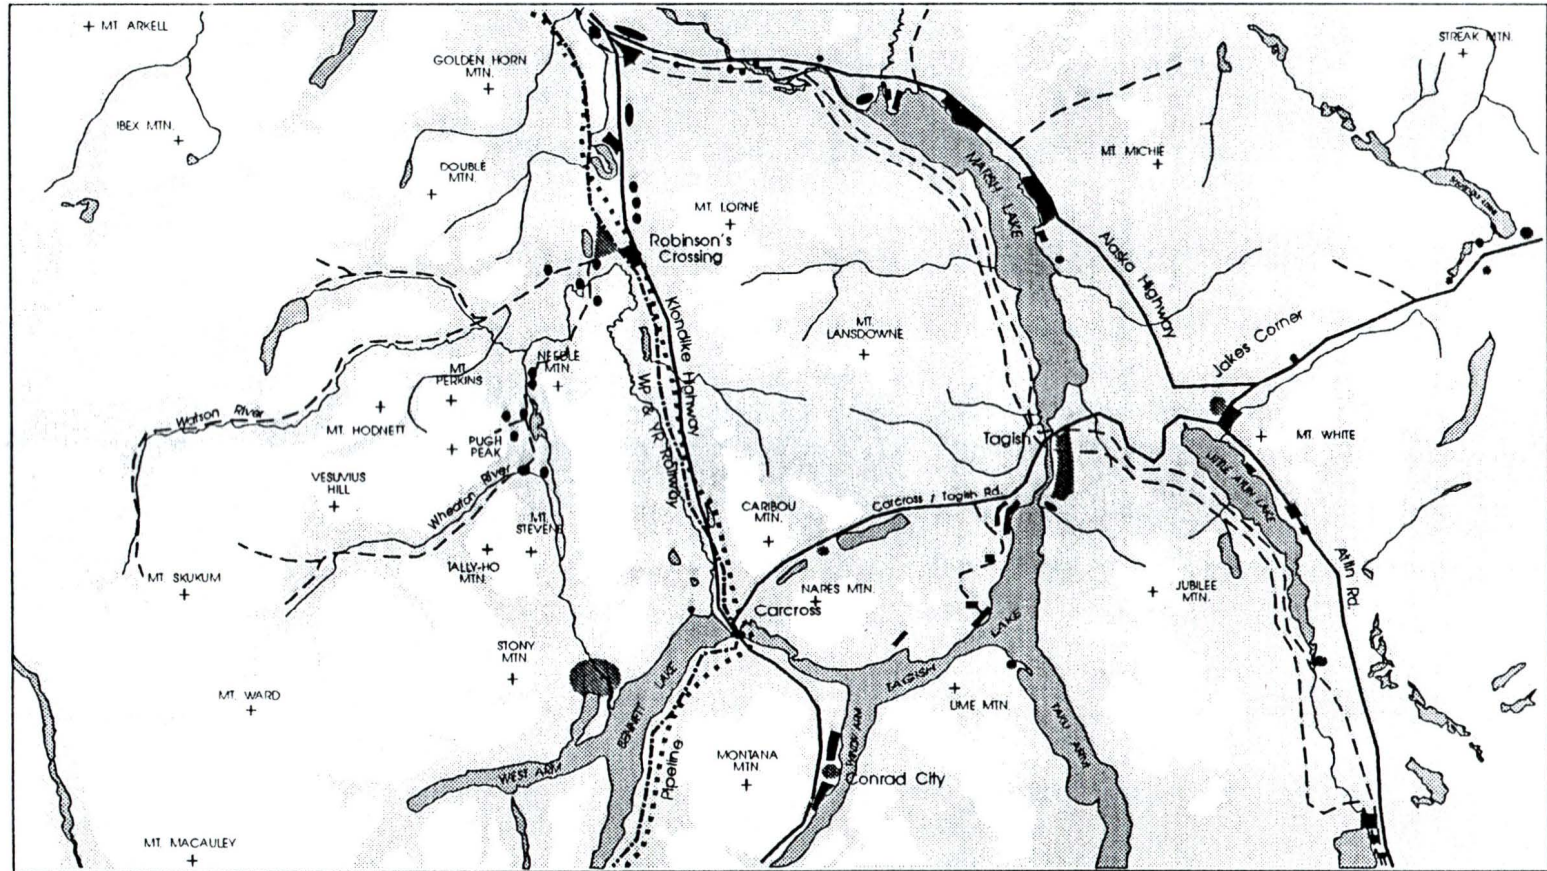 MT. ARKELL
STREAK MTN.
GOLDEN HORN
MTN.
IBEX MTN.
MT. MICHIE
DOUBLE
MTN.
MARSH LAKE
MT. LORNE
Robinson's
Crossing
Alaska Highway
Klondike Highway
MT.
LANSDOWNE
Jakes Corner
NEEDLE
MTN.
MT.
PERKINS
WP & YR Railway
Watson River
MT. HODNETT
PUGH
PEAK
Tagish
MT. WHITE
LITTLE ATLIN LAKE
VESUVIUS
HILL
Wheaton River
MT.
STEVENS
CARIBOU
MTN.
Carcross / Tagish Rd.
Atlin Rd.
TALLY-HO
MTN.
MT. SKUKUM
NARES MTN.
JUBILEE
MTN.
Carcross
STONY
MTN
BENNETT LAKE
TAGISH LAKE
MT. WARD
LIME MTN.
TAKU ARM
WINDY ARM
WEST ARM
Pipeline
MONTANA
MTN.
Conrad City
MT. MACAULEY